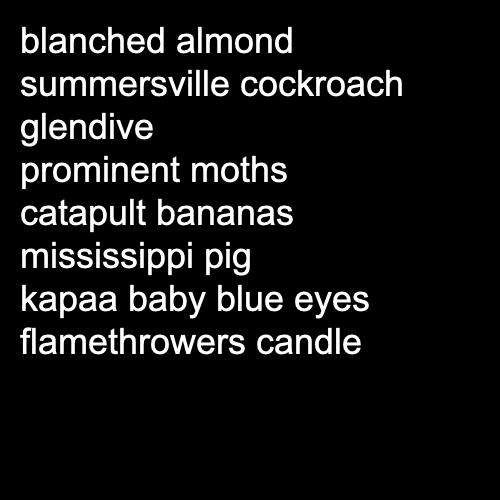 blanched almond
summersville cockroach
glendive
prominent moths
catapult bananas
mississippi pig
kapaa baby blue eyes
flamethrowers candle